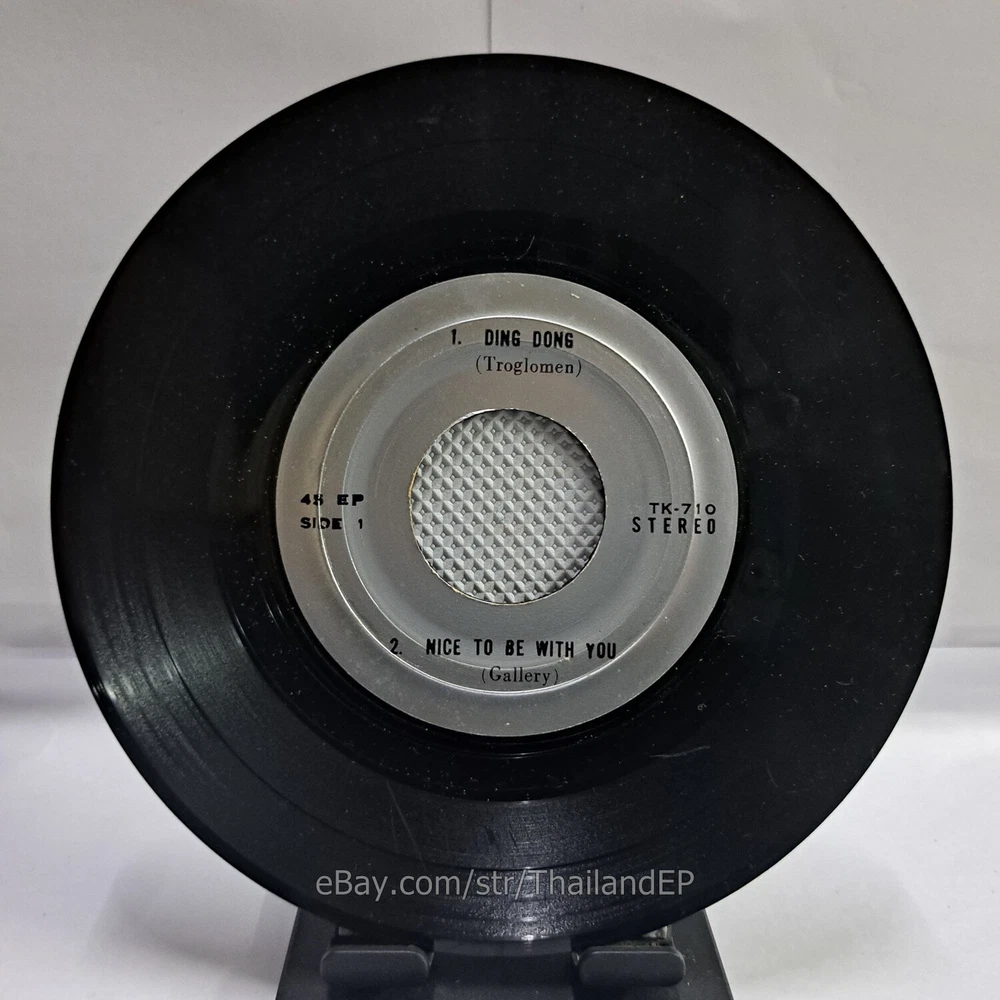 1. DING DONG
(Troglomen)
45 EP
SIDE 1
TK-710
STEREO
2. NICE TO BE WITH YOU
(Gallery)
eBay.com/str/ThailandEP